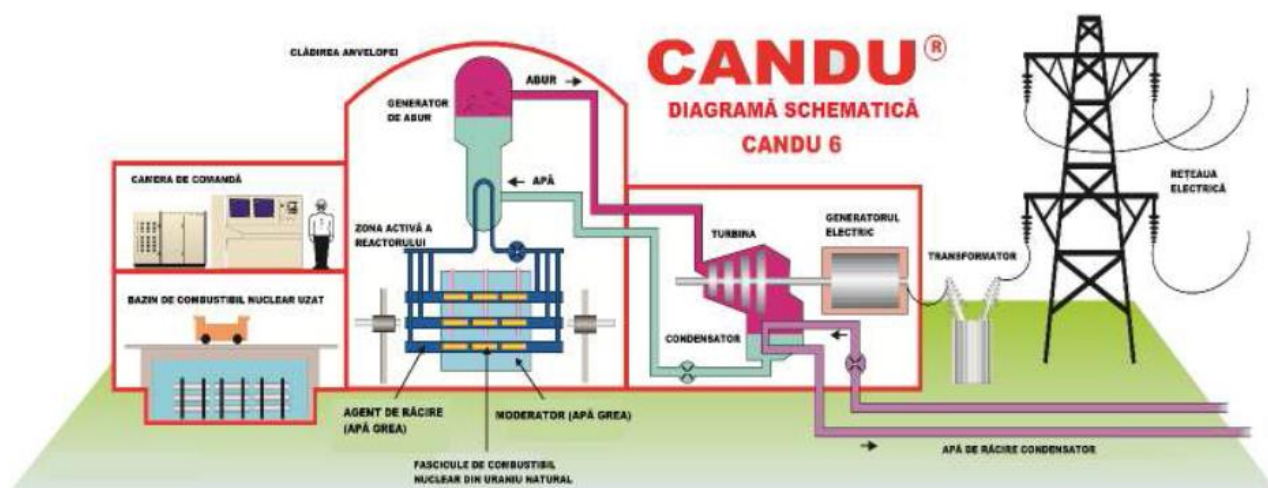 CLĂDIREA ANVELOPEI
CANDU®
DIAGRAMĂ SCHEMATICĂ
CANDU 6
ABUR
GENERATOR
DE ABUR
CAMERA DE COMANDĂ
APĂ
REȚEAUA
ELECTRICĂ
ZONA ACTIVĂ A
REACTORULUI
TURBINA
GENERATORUL
ELECTRIC
TRANSFORMATOR
BAZIN DE COMBUSTIBIL NUCLEAR UZAT
CONDENSATOR
AGENT DE RĂCIRE
(APĂ GREA)
MODERATOR (APĂ GREA)
APĂ DE RĂCIRE CONDENSATOR
FASCICULE DE COMBUSTIBIL
NUCLEAR DIN URANIU NATURAL